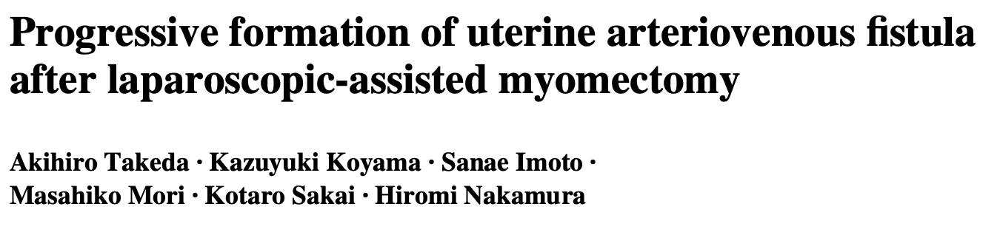 Progressive formation of uterine arteriovenous fistula
after laparoscopic-assisted myomectomy
Akihiro Takeda · Kazuyuki Koyama · Sanae Imoto ·
Masahiko Mori · Kotaro Sakai · Hiromi Nakamura